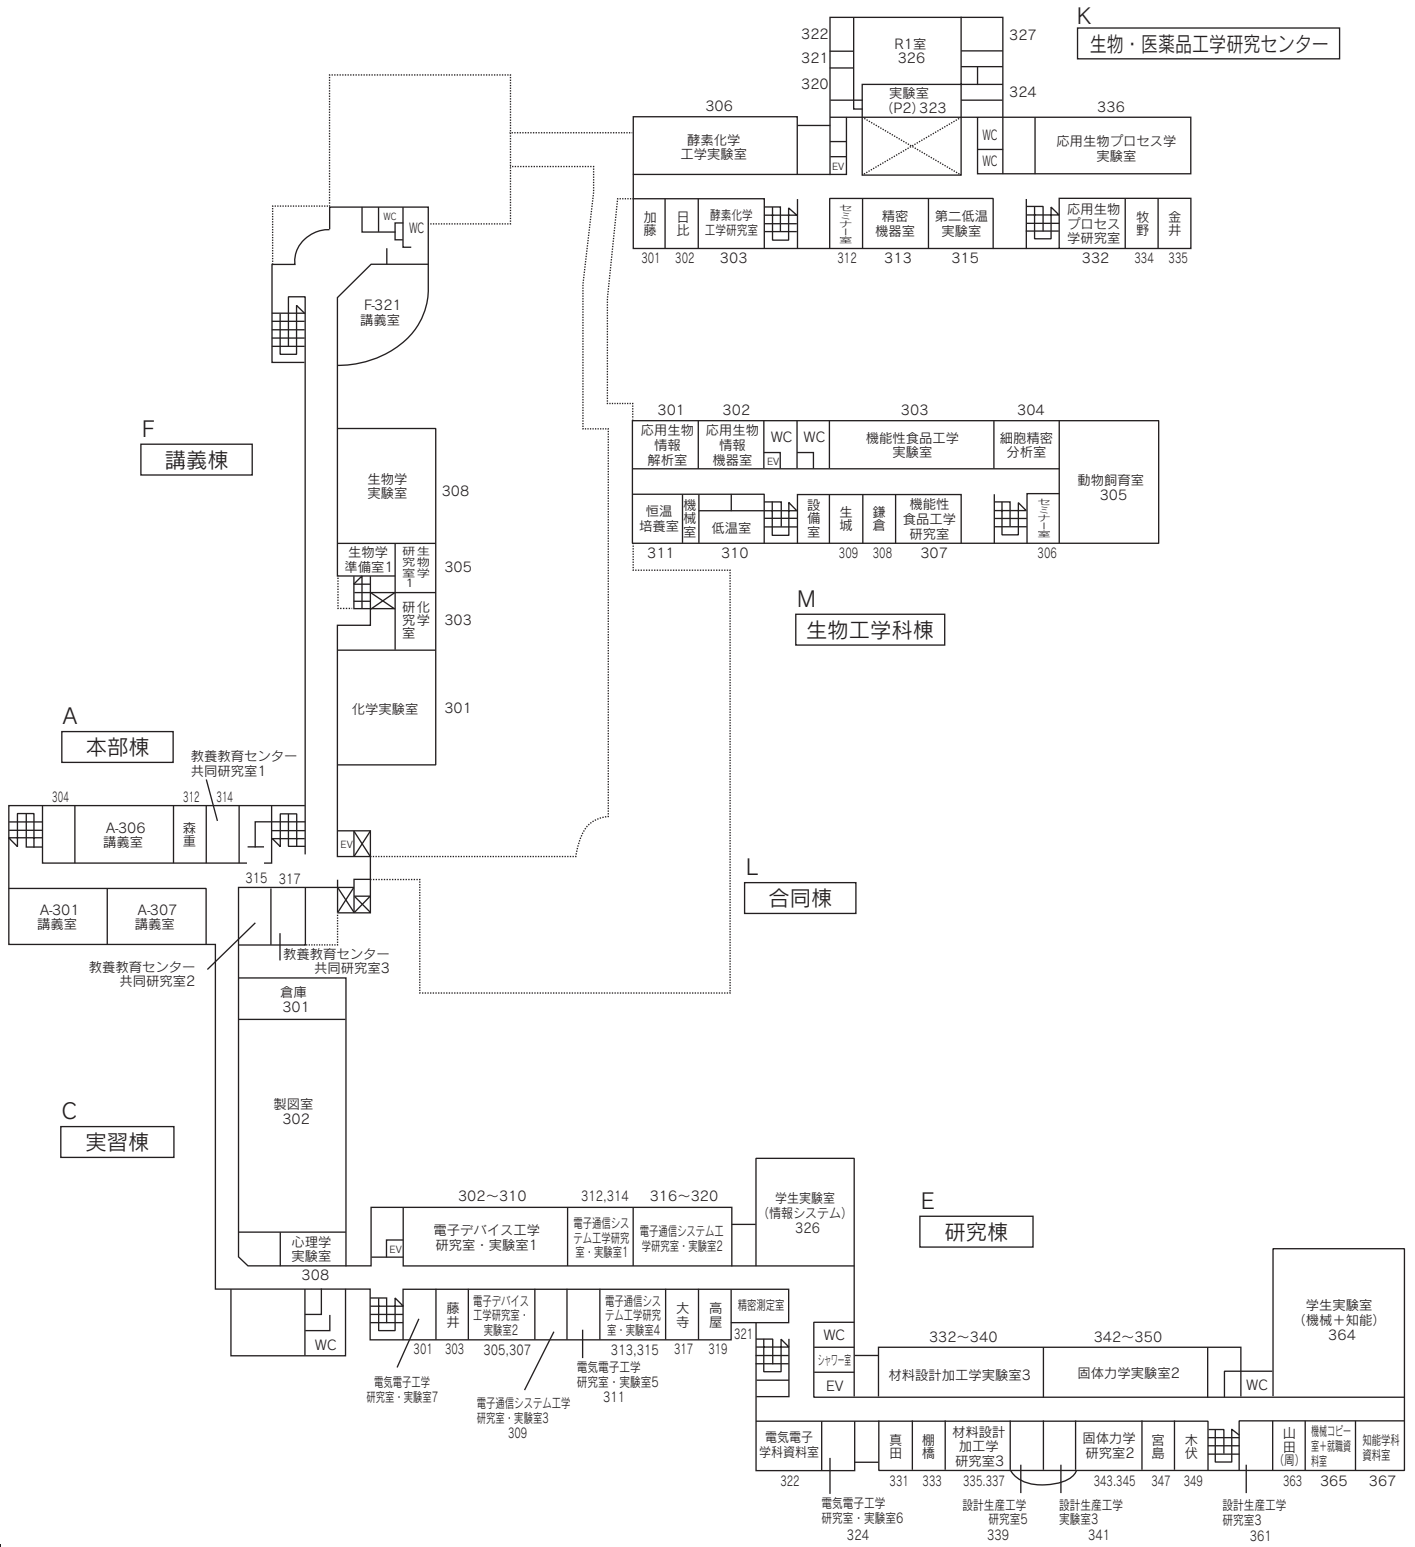 K
生物・医薬品工学研究センター
322
321
320
R1室
326
327
324
実験室
(P2)323
306
酵素化学
工学実験室
EV
WC
WC
336
応用生物プロセス学
実験室
加藤
日比
酵素化学
工学研究室
セミナー室
精密
機器室
第二低温
実験室
応用生物
プロセス
学研究室
牧野
金井
301
302
303
312
313
315
332
334
335
WC
WC
F-321
講義室
F
講義棟
生物学
実験室
308
生物学
準備室1
生物学
研究室1
305
化学
研究室
303
化学実験室
301
301
302
303
304
応用生物
情報
解析室
応用生物
情報
機器室
WC
EV
WC
機能性食品工学
実験室
細胞精密
分析室
動物飼育室
305
恒温
培養室
機械室
低温室
設備室
生城
鎌倉
機能性
食品工学
研究室
セミナー室
311
310
309
308
307
306
M
生物工学科棟
A
本部棟
教養教育センター
共同研究室1
304
312
314
A-306
講義室
森重
EV
315
317
A-301
講義室
A-307
講義室
教養教育センター
共同研究室2
教養教育センター
共同研究室3
L
合同棟
倉庫
301
製図室
302
C
実習棟
心理学
実験室
308
WC
302〜310
312,314
316〜320
EV
電子デバイス工学
研究室・実験室1
電子通信シス
テム工学研究
室・実験室1
電子通信システム工
学研究室・実験室2
学生実験室
(情報システム)
326
E
研究棟
藤井
電子デバイス
工学研究室・
実験室2
電子通信シス
テム工学研究
室・実験室4
大寺
高屋
精密測定室
301
303
305,307
313,315
317
319
321
電気電子工学
研究室・実験室7
電子通信システム工学
研究室・実験室3
309
電気電子工学
研究室・実験室5
311
WC
シャワー室
EV
332〜340
342〜350
材料設計加工学実験室3
固体力学実験室2
WC
学生実験室
(機械＋知能)
364
電気電子
学科資料室
真田
棚橋
材料設計
加工学
研究室3
固体力学
研究室2
宮島
木伏
山田(周)
機械コピー
室＋就職資
料室
知能学科
資料室
322
331
333
335.337
343.345
347
349
363
365
367
電気電子工学
研究室・実験室6
324
設計生産工学
研究室5
339
設計生産工学
実験室3
341
設計生産工学
研究室3
361